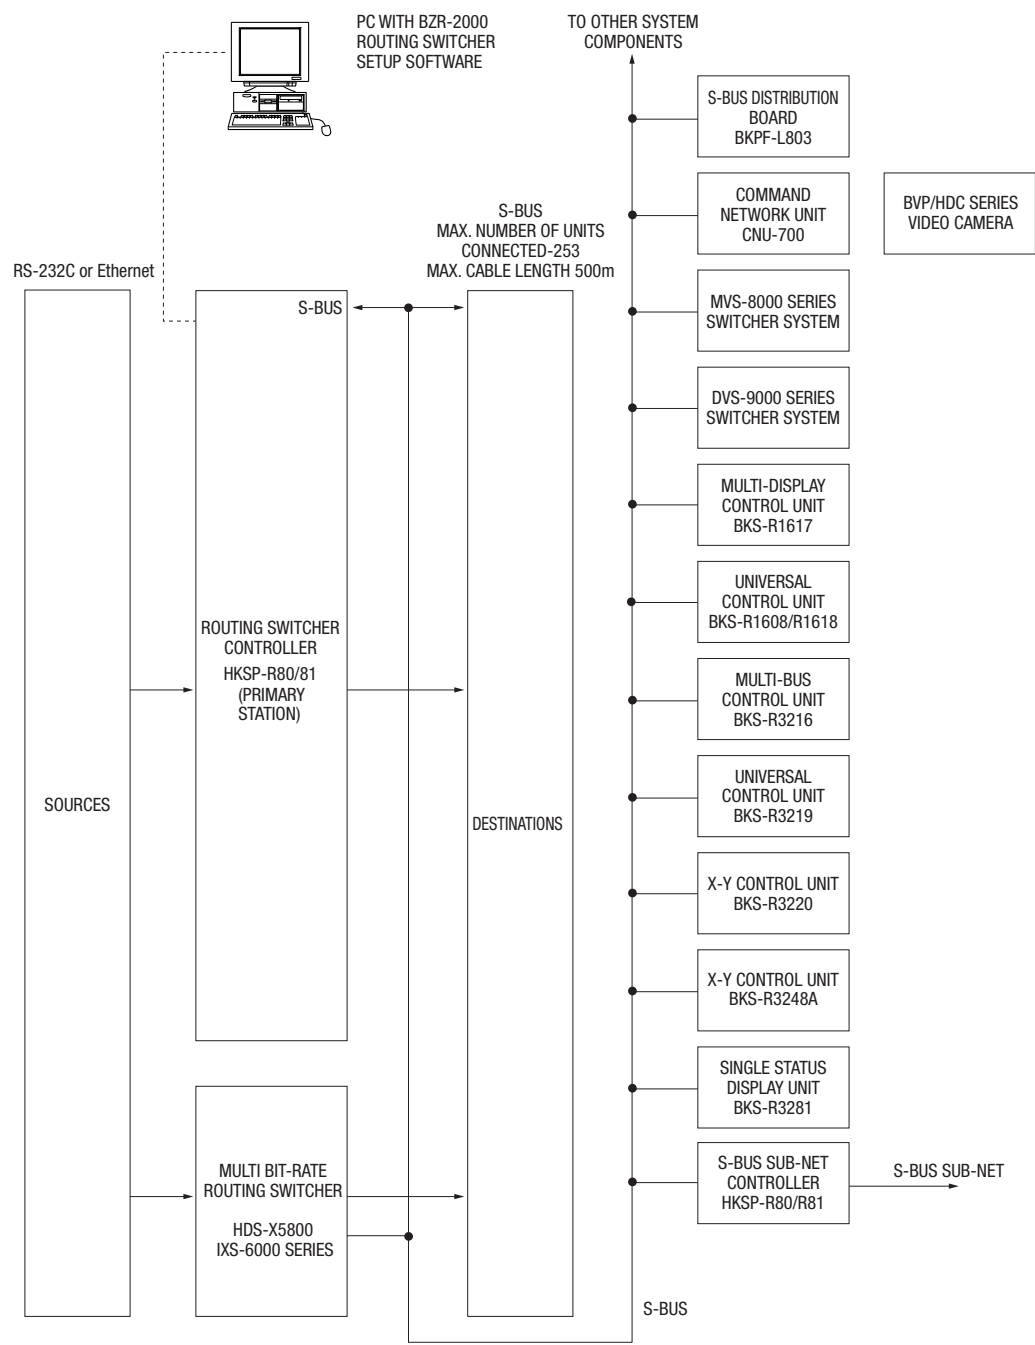 PC WITH BZR-2000
ROUTING SWITCHER
SETUP SOFTWARE
TO OTHER SYSTEM
COMPONENTS
S-BUS DISTRIBUTION
BOARD
BKPF-L803
COMMAND
NETWORK UNIT
CNU-700
BVP/HDC SERIES
VIDEO CAMERA
S-BUS
MAX. NUMBER OF UNITS
CONNECTED-253
MAX. CABLE LENGTH 500m
RS-232C or Ethernet
S-BUS
MVS-8000 SERIES
SWITCHER SYSTEM
DVS-9000 SERIES
SWITCHER SYSTEM
MULTI-DISPLAY
CONTROL UNIT
BKS-R1617
UNIVERSAL
CONTROL UNIT
BKS-R1608/R1618
ROUTING SWITCHER
CONTROLLER
HKSP-R80/81
(PRIMARY
STATION)
MULTI-BUS
CONTROL UNIT
BKS-R3216
SOURCES
DESTINATIONS
UNIVERSAL
CONTROL UNIT
BKS-R3219
X-Y CONTROL UNIT
BKS-R3220
X-Y CONTROL UNIT
BKS-R3248A
SINGLE STATUS
DISPLAY UNIT
BKS-R3281
MULTI BIT-RATE
ROUTING SWITCHER
HDS-X5800
IXS-6000 SERIES
S-BUS SUB-NET
CONTROLLER
HKSP-R80/R81
S-BUS SUB-NET
S-BUS